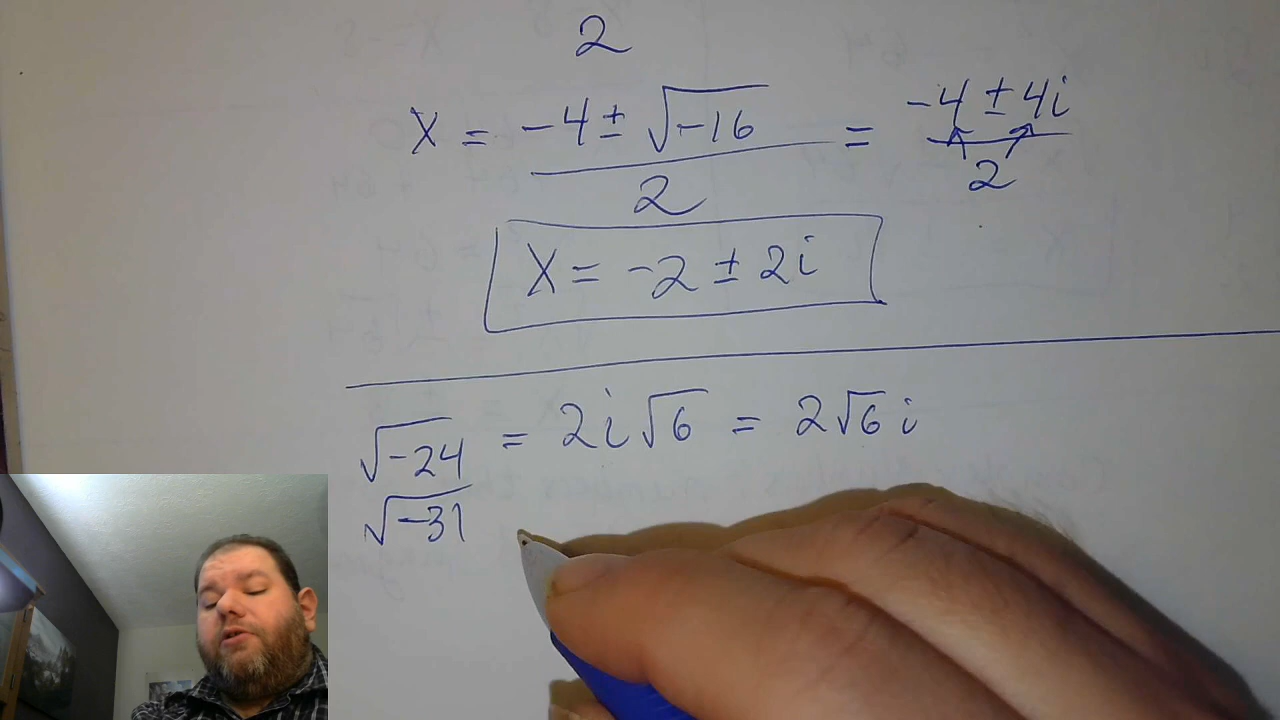 2
X = -4 ± √-16 / 2 = -4 ± 4i / 2
X = -2 ± 2i
√-24 = 2i√6 = 2√6 i
√-31